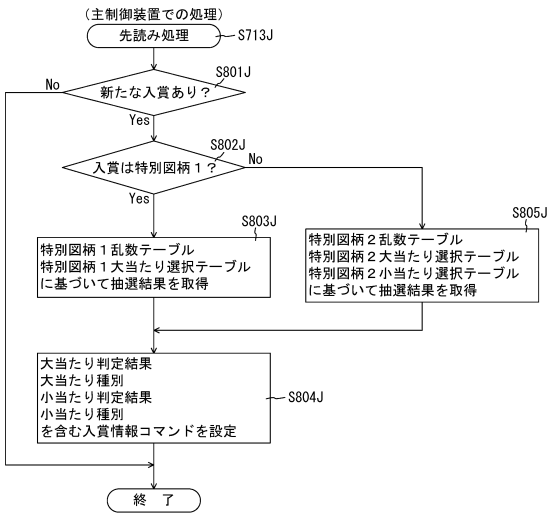 （主制御装置での処理）
先読み処理
S713J
S801J
No
新たな入賞あり？
Yes
S802J
入賞は特別図柄１？
No
Yes
S803J
S805J
特別図柄１乱数テーブル
特別図柄１大当たり選択テーブル
に基づいて抽選結果を取得
特別図柄２乱数テーブル
特別図柄２大当たり選択テーブル
特別図柄２小当たり選択テーブル
に基づいて抽選結果を取得
大当たり判定結果
大当たり種別
小当たり判定結果
小当たり種別
を含む入賞情報コマンドを設定
S804J
終　了